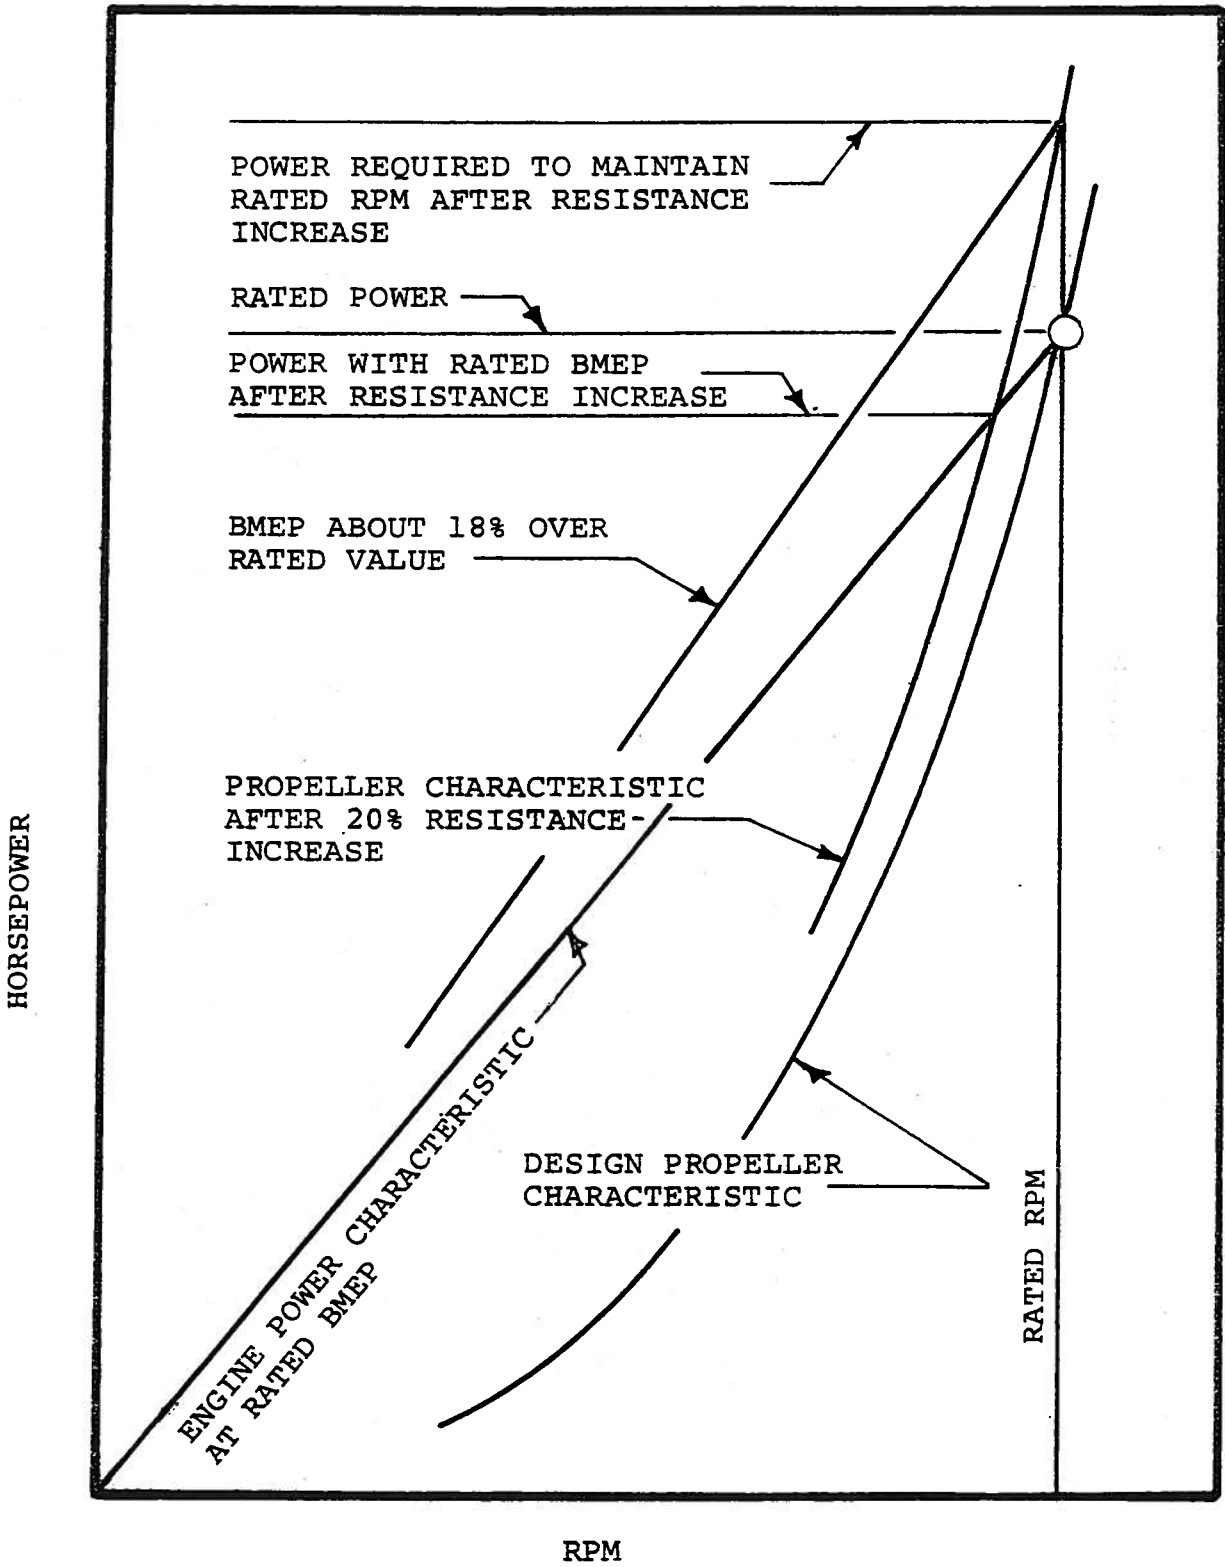 POWER REQUIRED TO MAINTAIN
RATED RPM AFTER RESISTANCE
INCREASE
RATED POWER
POWER WITH RATED BMEP
AFTER RESISTANCE INCREASE
BMEP ABOUT 18% OVER
RATED VALUE
PROPELLER CHARACTERISTIC
AFTER 20% RESISTANCE-
INCREASE
HORSEPOWER
ENGINE POWER CHARACTERISTIC
AT RATED BMEP
DESIGN PROPELLER
CHARACTERISTIC
RATED RPM
RPM